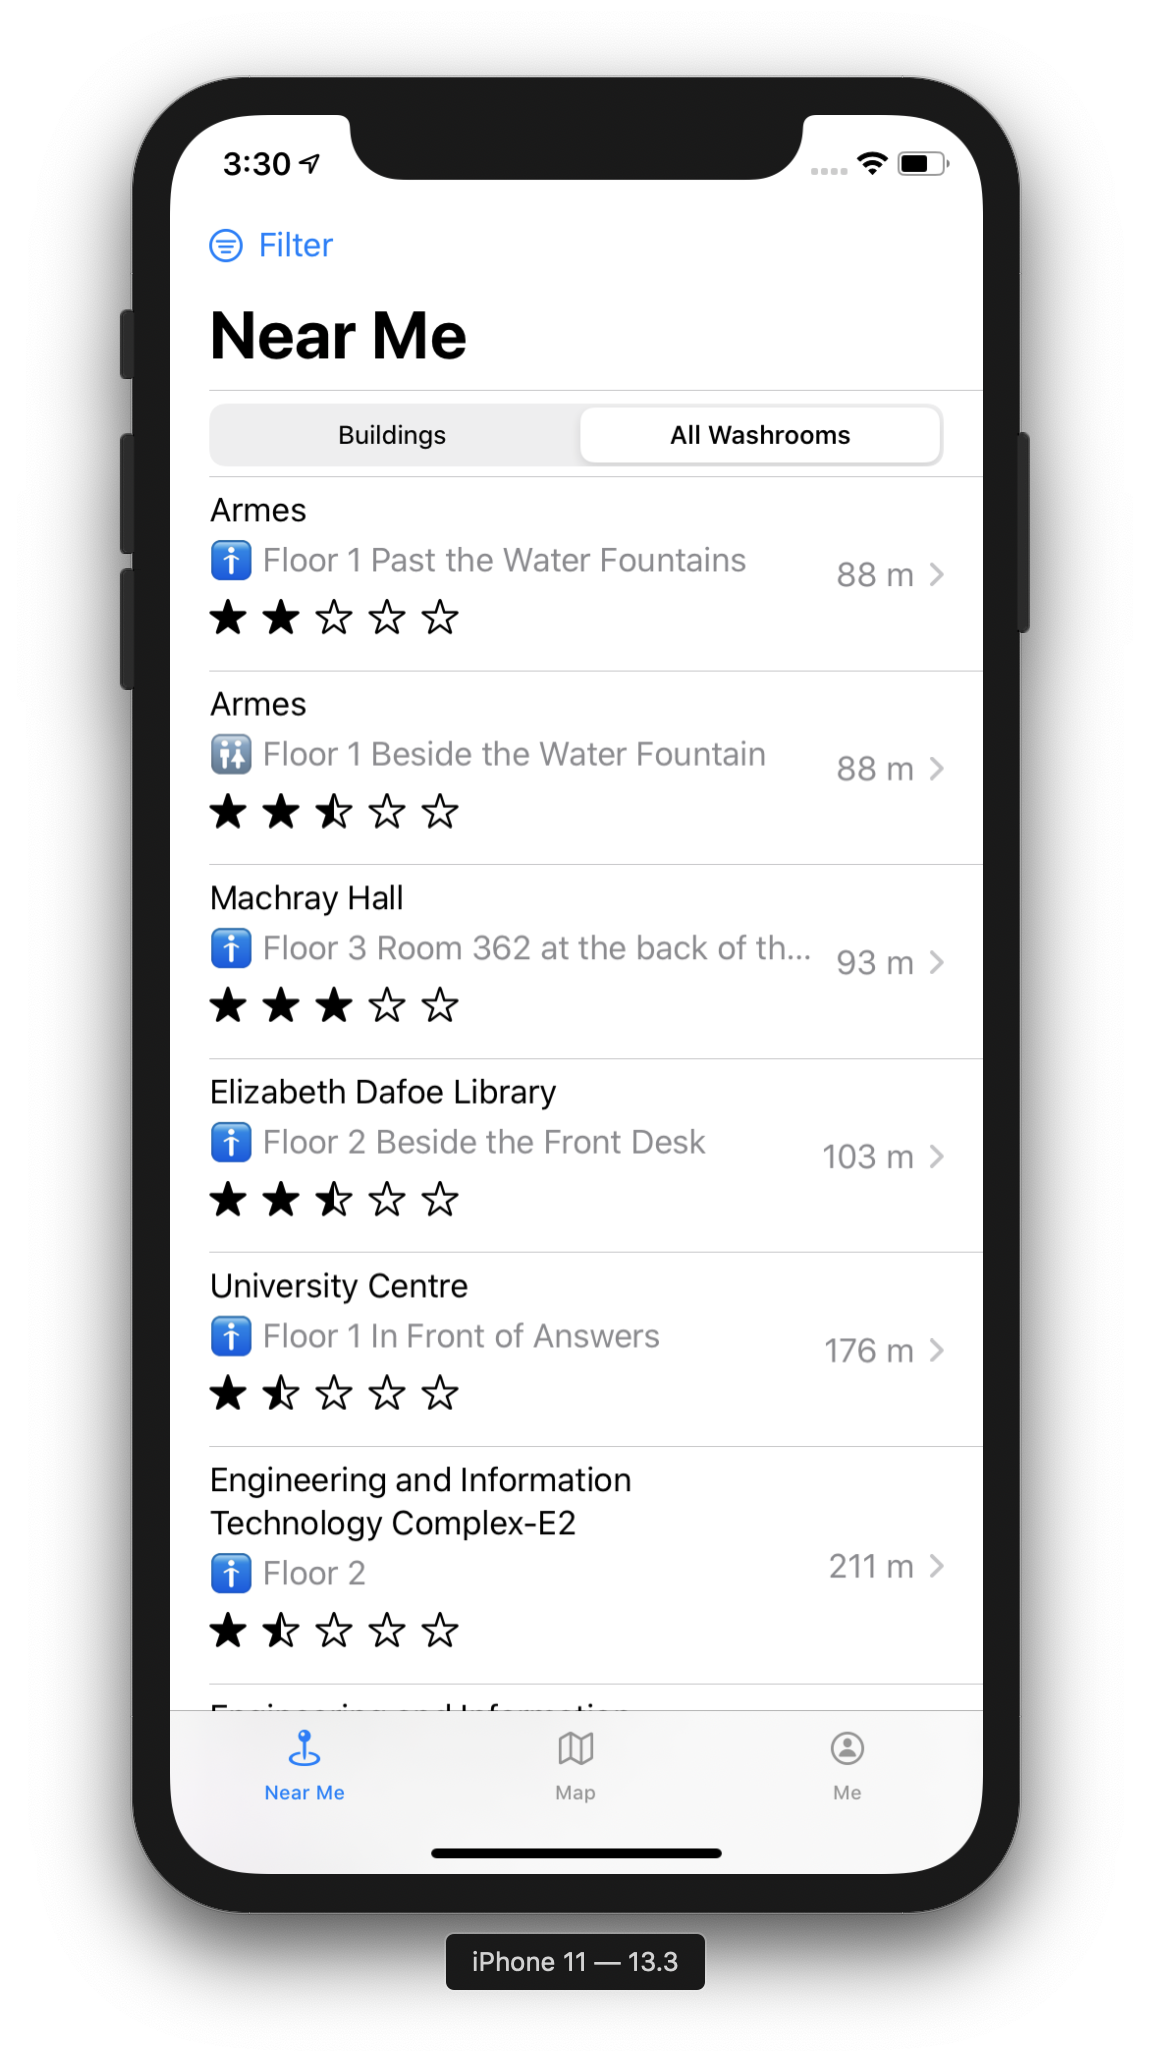 3:30
Filter
Near Me
Buildings
All Washrooms
Armes
Floor 1 Past the Water Fountains
88 m
Armes
Floor 1 Beside the Water Fountain
88 m
Machray Hall
Floor 3 Room 362 at the back of th...
93 m
Elizabeth Dafoe Library
Floor 2 Beside the Front Desk
103 m
University Centre
Floor 1 In Front of Answers
176 m
Engineering and Information
Technology Complex-E2
Floor 2
211 m
Engineering and Information
Near Me
Map
Me
iPhone 11 — 13.3